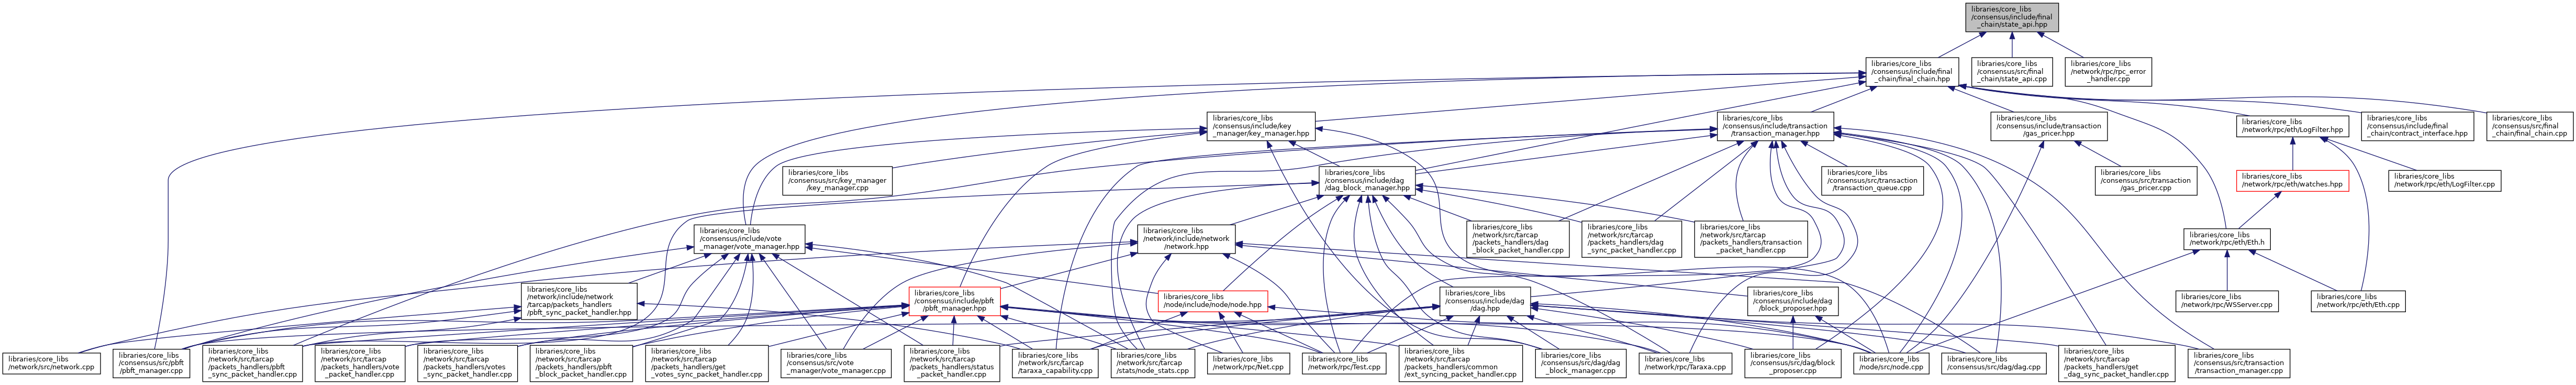 libraries/core_libs
/consensus/include/final
_chain/state_api.hpp
libraries/core_libs
/consensus/include/final
_chain/final_chain.hpp
libraries/core_libs
/consensus/src/final
_chain/state_api.cpp
libraries/core_libs
/network/rpc/rpc_error
_handler.cpp
libraries/core_libs
/consensus/include/key
_manager/key_manager.hpp
libraries/core_libs
/consensus/include/transaction
/transaction_manager.hpp
libraries/core_libs
/consensus/include/transaction
/gas_pricer.hpp
libraries/core_libs
/network/rpc/eth/LogFilter.hpp
libraries/core_libs
/consensus/include/final
_chain/contract_interface.hpp
libraries/core_libs
/consensus/src/final
_chain/final_chain.cpp
libraries/core_libs
/consensus/src/key_manager
/key_manager.cpp
libraries/core_libs
/consensus/include/dag
/dag_block_manager.hpp
libraries/core_libs
/consensus/src/transaction
/transaction_queue.cpp
libraries/core_libs
/consensus/src/transaction
/gas_pricer.cpp
libraries/core_libs
/network/rpc/eth/watches.hpp
libraries/core_libs
/network/rpc/eth/LogFilter.cpp
libraries/core_libs
/consensus/include/vote
_manager/vote_manager.hpp
libraries/core_libs
/network/include/network
/network.hpp
libraries/core_libs
/network/src/tarcap
/packets_handlers/dag
_block_packet_handler.cpp
libraries/core_libs
/network/src/tarcap
/packets_handlers/dag
_sync_packet_handler.cpp
libraries/core_libs
/network/src/tarcap
/packets_handlers/transaction
_packet_handler.cpp
libraries/core_libs
/network/rpc/eth/Eth.h
libraries/core_libs
/network/include/network
/tarcap/packets_handlers
/pbft_sync_packet_handler.hpp
libraries/core_libs
/consensus/include/pbft
/pbft_manager.hpp
libraries/core_libs
/node/include/node/node.hpp
libraries/core_libs
/consensus/include/dag
/dag.hpp
libraries/core_libs
/consensus/include/dag
/block_proposer.hpp
libraries/core_libs
/network/rpc/WSServer.cpp
libraries/core_libs
/network/rpc/eth/Eth.cpp
libraries/core_libs
/network/src/network.cpp
libraries/core_libs
/consensus/src/pbft
/pbft_manager.cpp
libraries/core_libs
/network/src/tarcap
/packets_handlers/pbft
_sync_packet_handler.cpp
libraries/core_libs
/network/src/tarcap
/packets_handlers/vote
_packet_handler.cpp
libraries/core_libs
/network/src/tarcap
/packets_handlers/votes
_sync_packet_handler.cpp
libraries/core_libs
/network/src/tarcap
/packets_handlers/pbft
_block_packet_handler.cpp
libraries/core_libs
/network/src/tarcap
/packets_handlers/get
_votes_sync_packet_handler.cpp
libraries/core_libs
/consensus/src/vote
_manager/vote_manager.cpp
libraries/core_libs
/network/src/tarcap
/packets_handlers/status
_packet_handler.cpp
libraries/core_libs
/network/src/tarcap
/taraxa_capability.cpp
libraries/core_libs
/network/src/tarcap
/stats/node_stats.cpp
libraries/core_libs
/network/rpc/Net.cpp
libraries/core_libs
/network/rpc/Test.cpp
libraries/core_libs
/network/src/tarcap
/packets_handlers/common
/ext_syncing_packet_handler.cpp
libraries/core_libs
/consensus/src/dag/dag
_block_manager.cpp
libraries/core_libs
/network/rpc/Taraxa.cpp
libraries/core_libs
/consensus/src/dag/block
_proposer.cpp
libraries/core_libs
/node/src/node.cpp
libraries/core_libs
/consensus/src/dag/dag.cpp
libraries/core_libs
/network/src/tarcap
/packets_handlers/get
_dag_sync_packet_handler.cpp
libraries/core_libs
/consensus/src/transaction
/transaction_manager.cpp